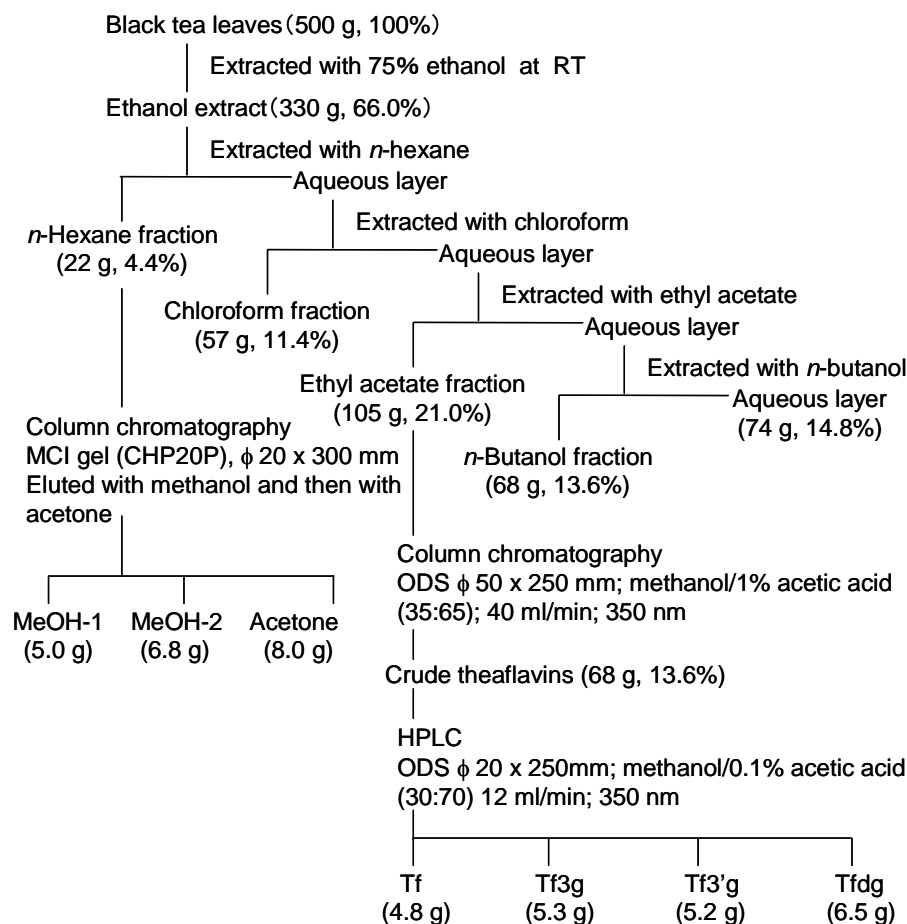 Black tea leaves（500 g, 100%）
Extracted with 75% ethanol at RT
Ethanol extract（330 g, 66.0%）
Extracted with n-hexane
Aqueous layer
n-Hexane fraction
(22 g, 4.4%)
Extracted with chloroform
Aqueous layer
Chloroform fraction
(57 g, 11.4%)
Extracted with ethyl acetate
Aqueous layer
Ethyl acetate fraction
(105 g, 21.0%)
Extracted with n-butanol
Aqueous layer
(74 g, 14.8%)
n-Butanol fraction
(68 g, 13.6%)
Column chromatography
MCI gel (CHP20P), ϕ 20 x 300 mm
Eluted with methanol and then with
acetone
MeOH-1
(5.0 g)
MeOH-2
(6.8 g)
Acetone
(8.0 g)
Column chromatography
ODS ϕ 50 x 250 mm; methanol/1% acetic acid
(35:65); 40 ml/min; 350 nm
Crude theaflavins (68 g, 13.6%)
HPLC
ODS ϕ 20 x 250mm; methanol/0.1% acetic acid
(30:70) 12 ml/min; 350 nm
Tf
(4.8 g)
Tf3g
(5.3 g)
Tf3'g
(5.2 g)
Tfdg
(6.5 g)